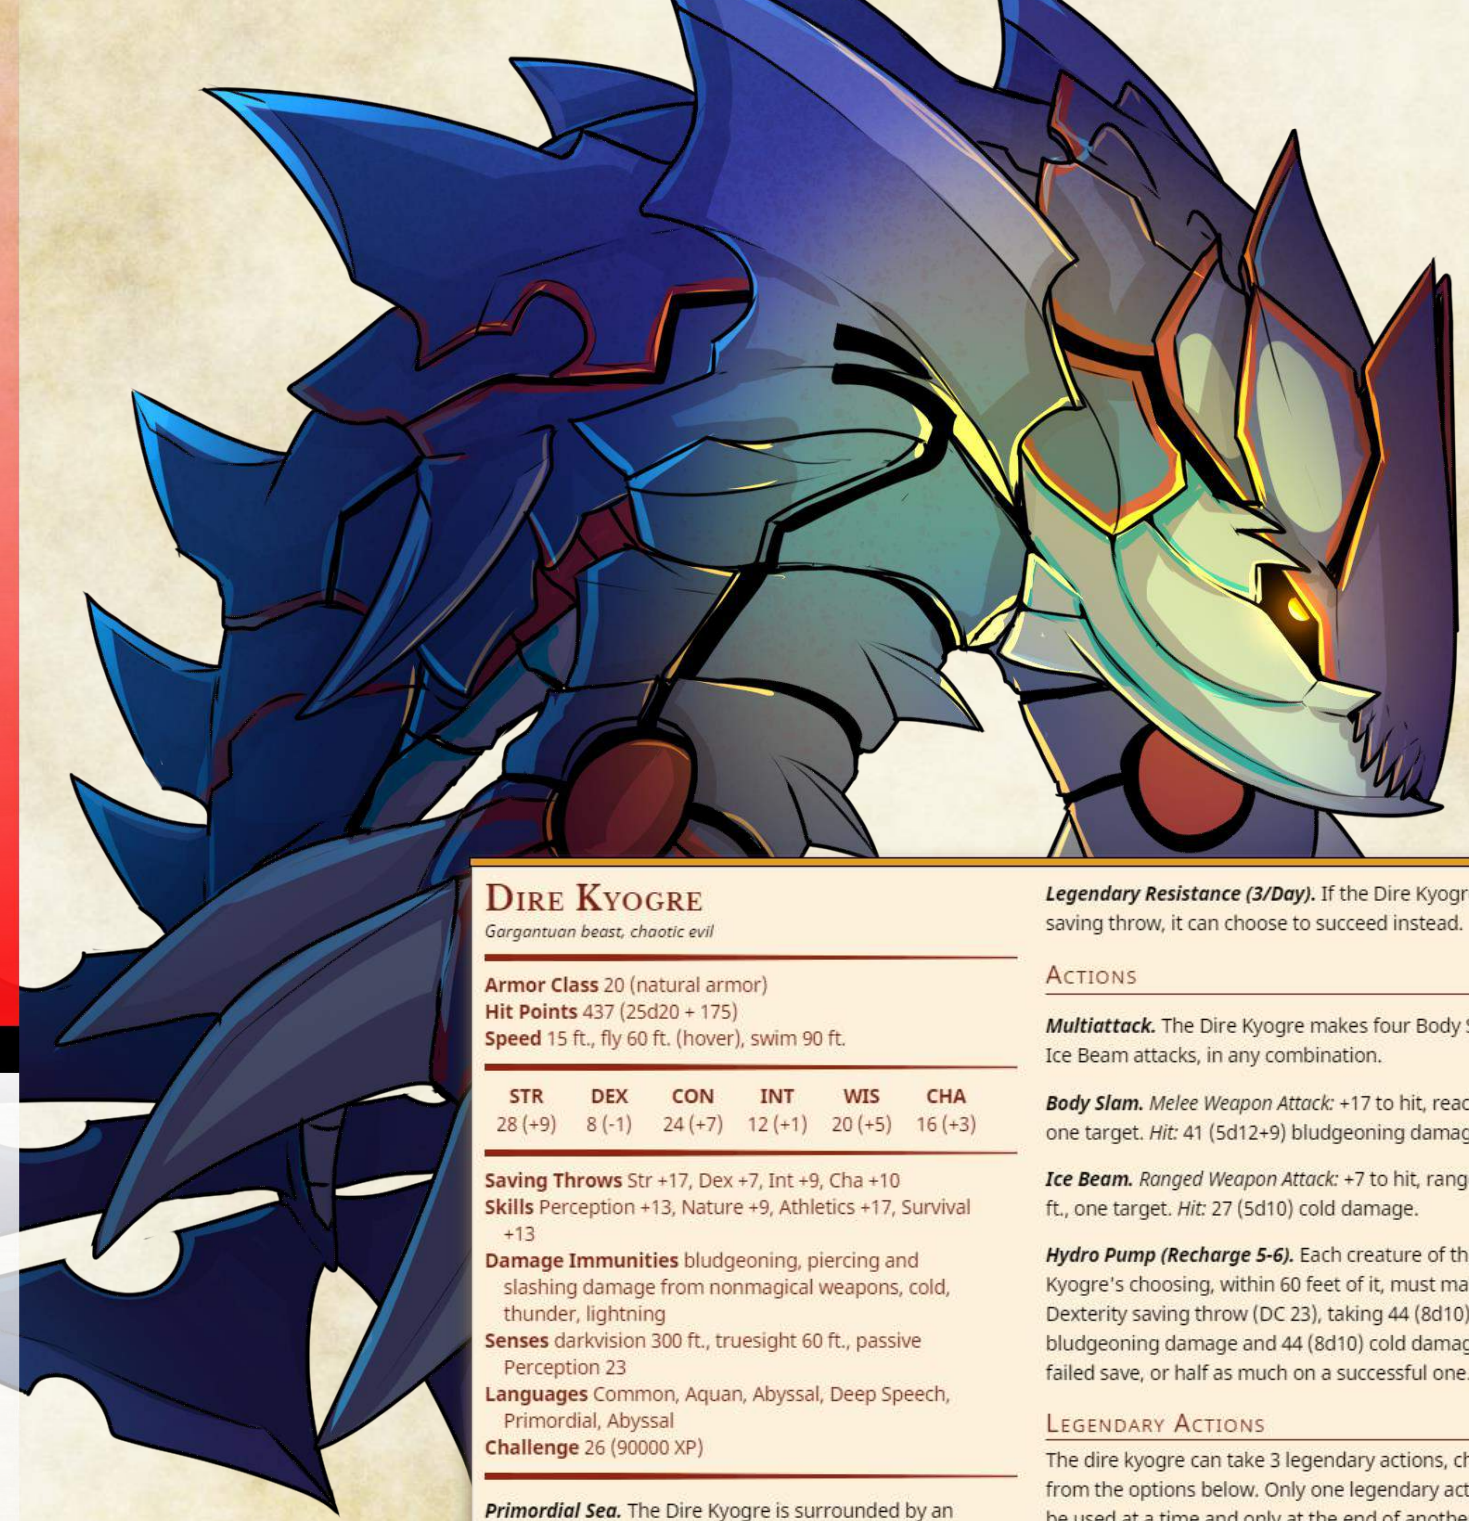 DIRE KYOGRE
Gargantuan beast, chaotic evil
Armor Class 20 (natural armor)
Hit Points 437 (25d20 + 175)
Speed 15 ft., fly 60 ft. (hover), swim 90 ft.
STR DEX CON INT WIS CHA
28 (+9) 8 (-1) 24 (+7) 12 (+1) 20 (+5) 16 (+3)
Saving Throws Str +17, Dex +7, Int +9, Cha +10
Skills Perception +13, Nature +9, Athletics +17, Survival
+13
Damage Immunities bludgeoning, piercing and
slashing damage from nonmagical weapons, cold,
thunder, lightning
Senses darkvision 300 ft., truesight 60 ft., passive
Perception 23
Languages Common, Aquan, Abyssal, Deep Speech,
Primordial, Abyssal
Challenge 26 (90000 XP)
Primordial Sea. The Dire Kyogre is surrounded by an
Legendary Resistance (3/Day). If the Dire
saving throw, it can choose to succeed instead.
ACTIONS
Multiattack. The Dire Kyogre makes four Body
Ice Beam attacks, in any combination.
Body Slam. Melee Weapon Attack: +17 to hit,
one target. Hit: 41 (5d12+9) bludgeoning
Ice Beam. Ranged Weapon Attack: +7 to hit,
ft., one target. Hit: 27 (5d10) cold damage.
Hydro Pump (Recharge 5-6). Each creature of
Kyogre's choosing, within 60 feet of it, must
Dexterity saving throw (DC 23), taking 44 (8d10)
bludgeoning damage and 44 (8d10) cold
failed save, or half as much on a successful one.
LEGENDARY ACTIONS
The dire kyogre can take 3 legendary actions,
from the options below. Only one legendary
be used at a time and only at the end of